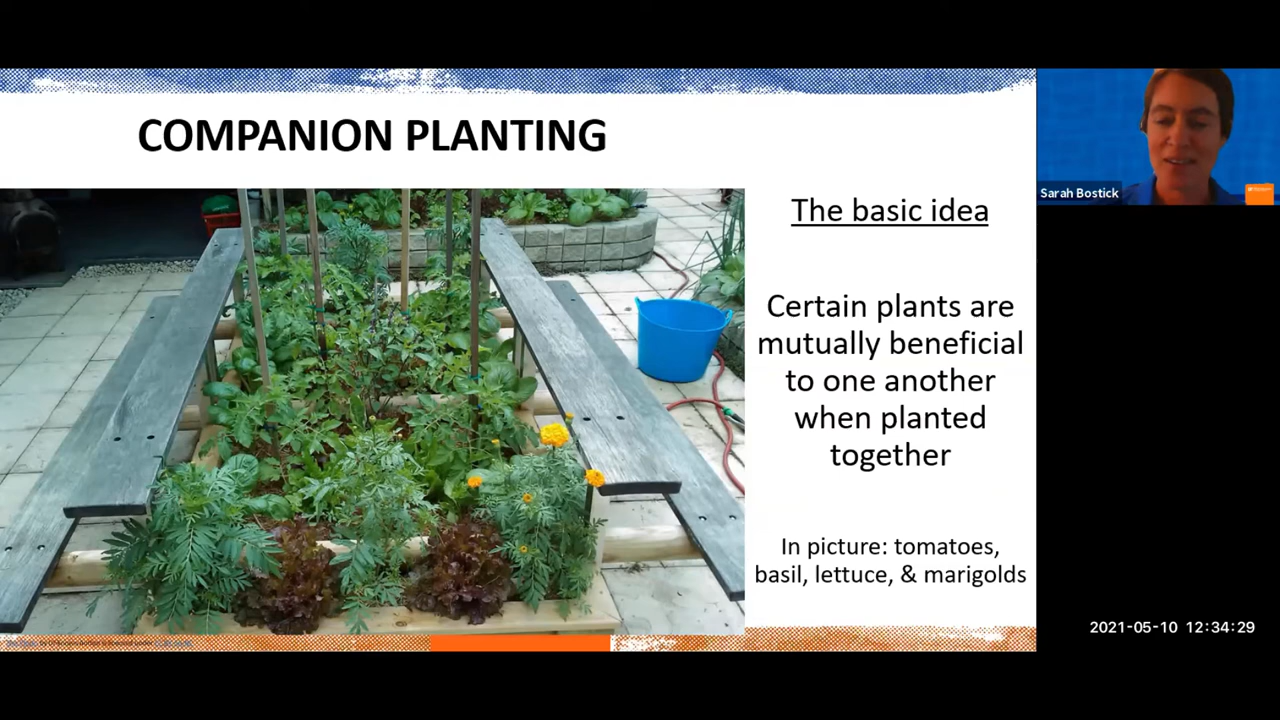 COMPANION PLANTING
The basic idea
Certain plants are
mutually beneficial
to one another
when planted
together
In picture: tomatoes,
basil, lettuce, & marigolds
Sarah Bostick
2021-05-10 12:34:29